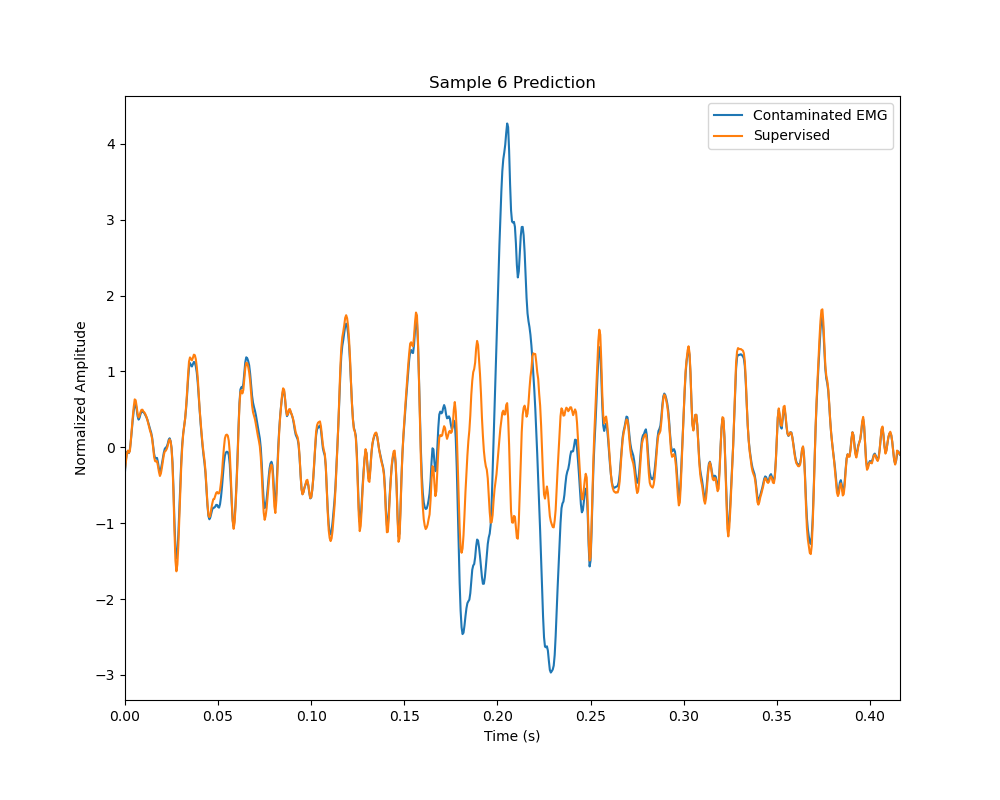 Sample 6 Prediction
Contaminated EMG
Supervised
Normalized Amplitude
4
3
2
1
0
−1
−2
−3
0.00 0.05 0.10 0.15 0.20 0.25 0.30 0.35 0.40
Time (s)